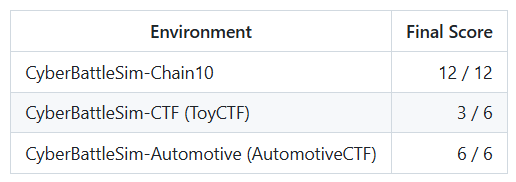 Environment Final Score
CyberBattleSim-Chain10 12 / 12
CyberBattleSim-CTF (ToyCTF) 3 / 6
CyberBattleSim-Automotive (AutomotiveCTF) 6 / 6